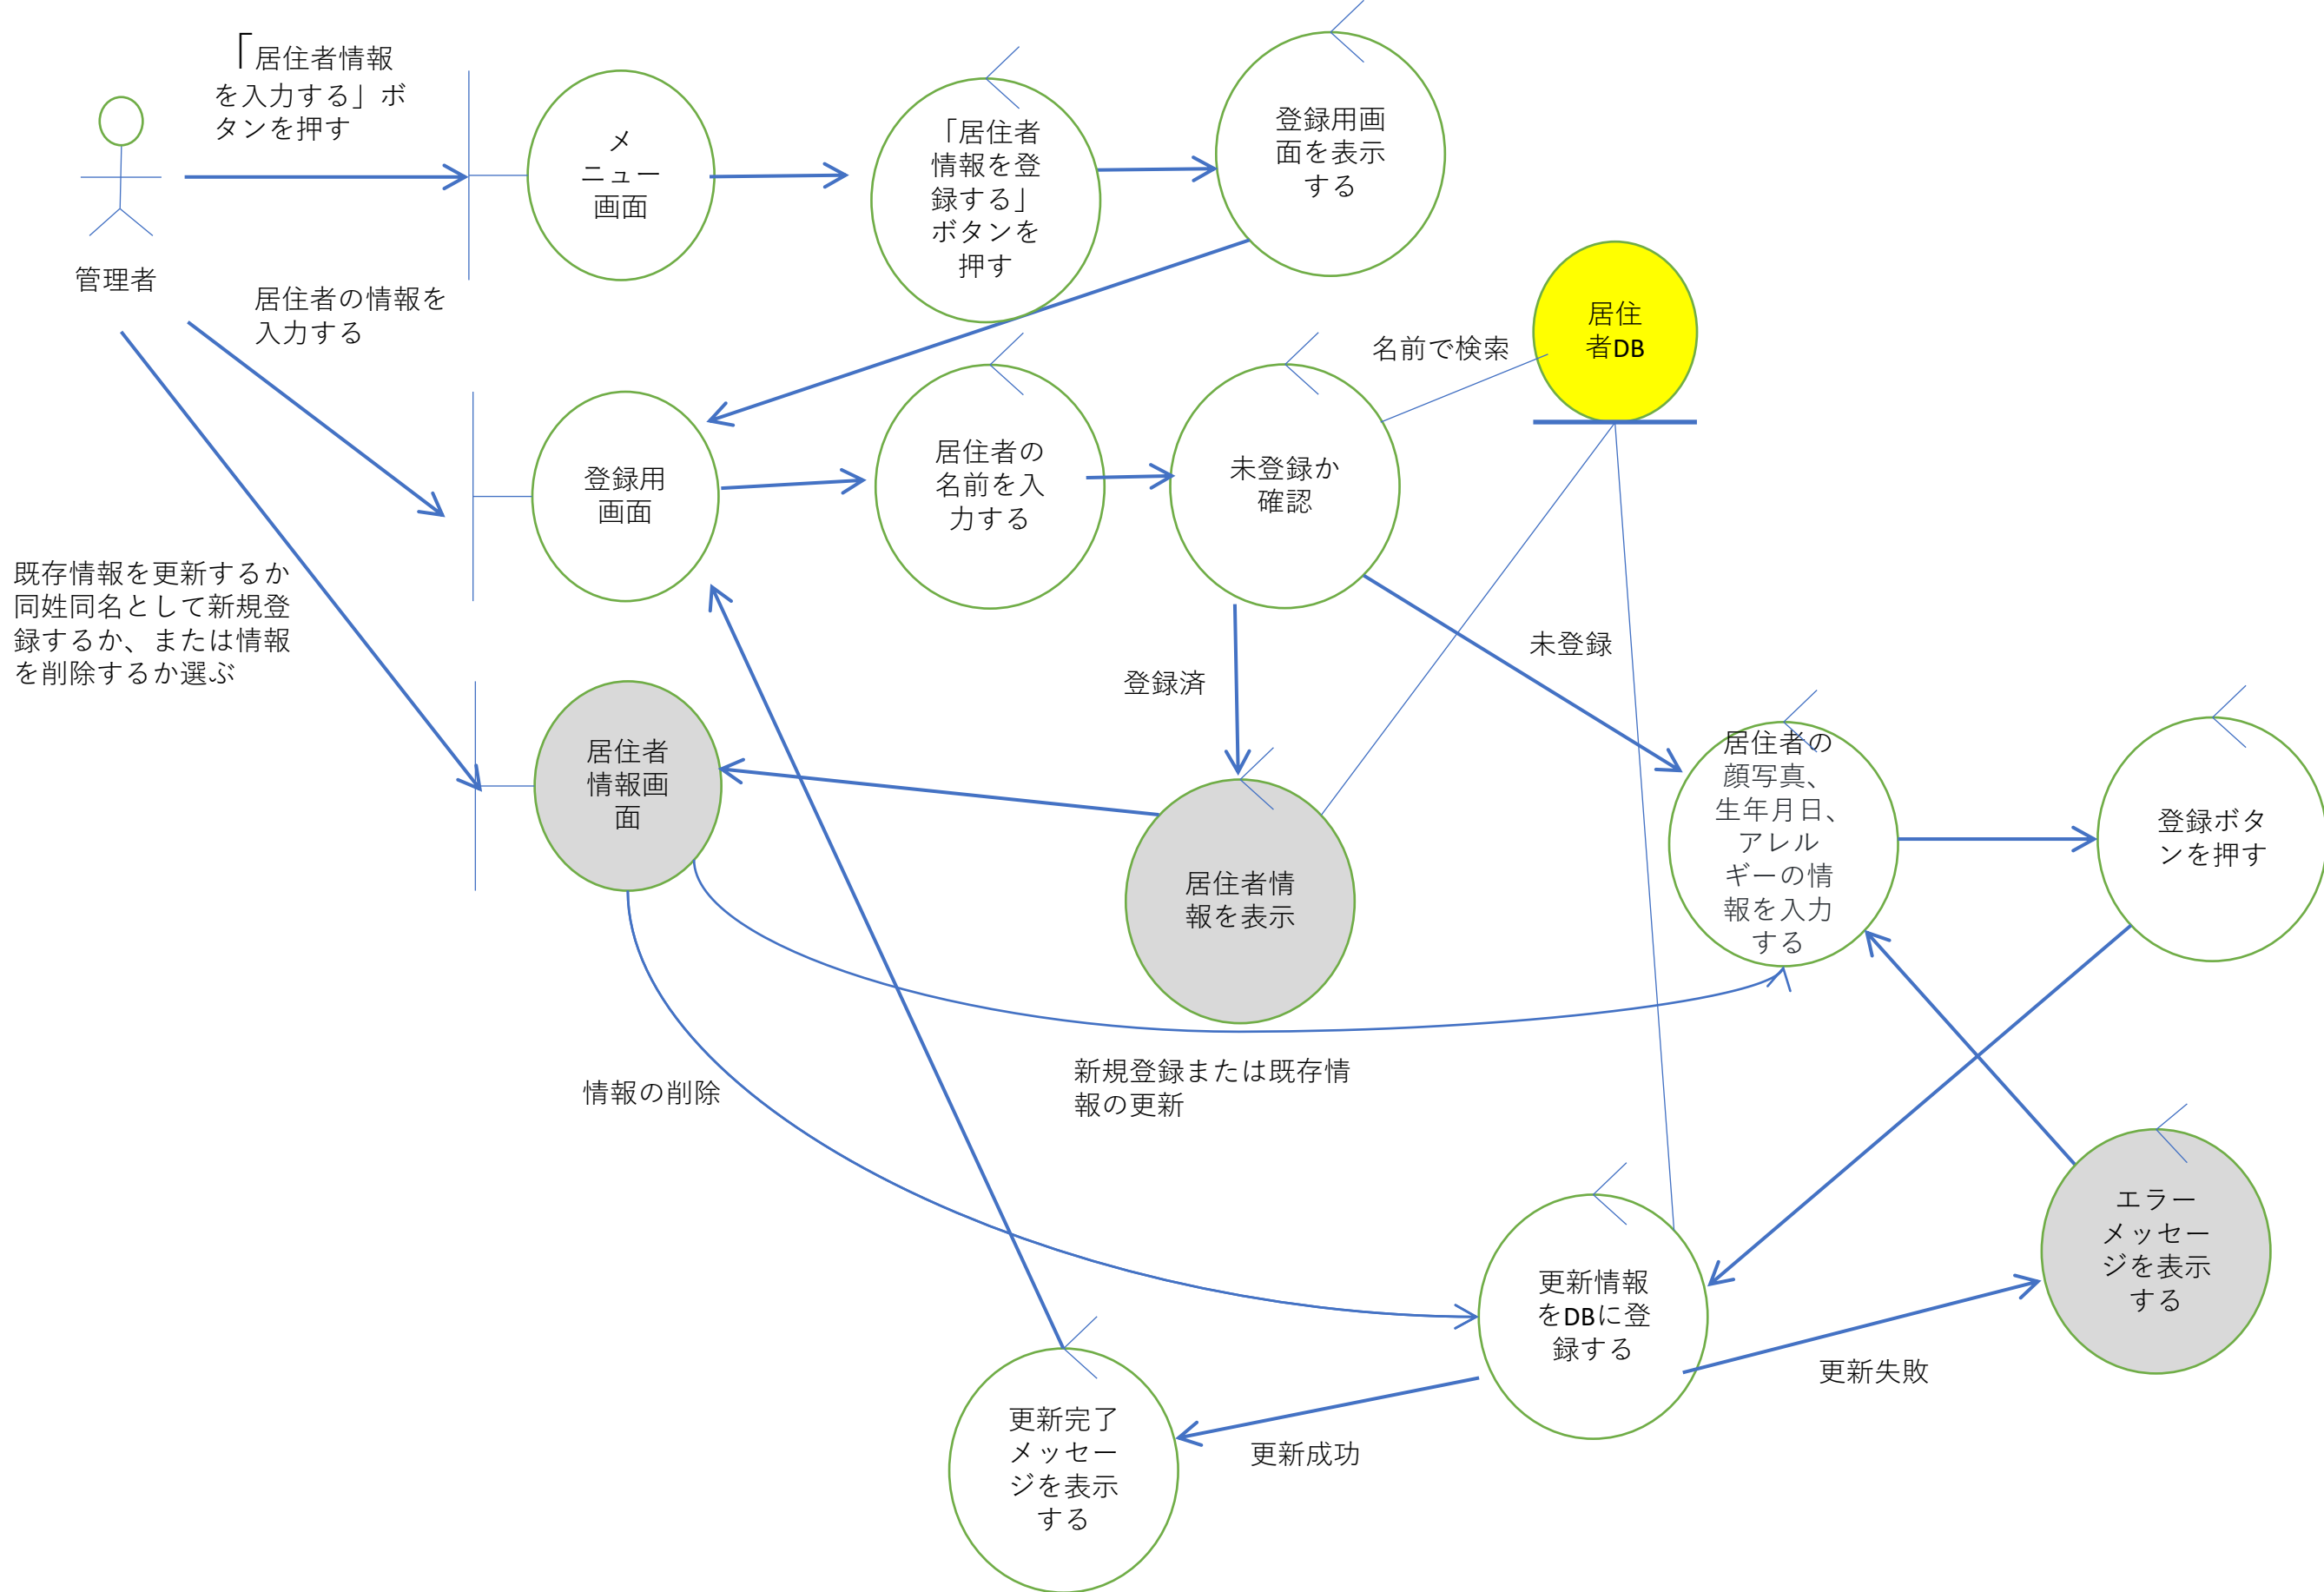 「居住者情報
を入力する」ボ
タンを押す
管理者
メ
ニュー
画面
「居住者
情報を登
録する」
ボタンを
押す
登録用画
面を表示
する
居住
者DB
名前で検索
居住者の情報を
入力する
登録用
画面
居住者の
名前を入
力する
未登録か
確認
既存情報を更新するか
同姓同名として新規登
録するか、または情報
を削除するか選ぶ
未登録
登録済
居住者
情報画
面
居住者情
報を表示
居住者の
顔写真、
生年月日、
アレル
ギーの情
報を入力
する
登録ボタ
ンを押す
情報の削除
新規登録または既存情
報の更新
エラー
メッセー
ジを表示
する
更新情報
をDBに登
録する
更新失敗
更新完了
メッセー
ジを表示
する
更新成功